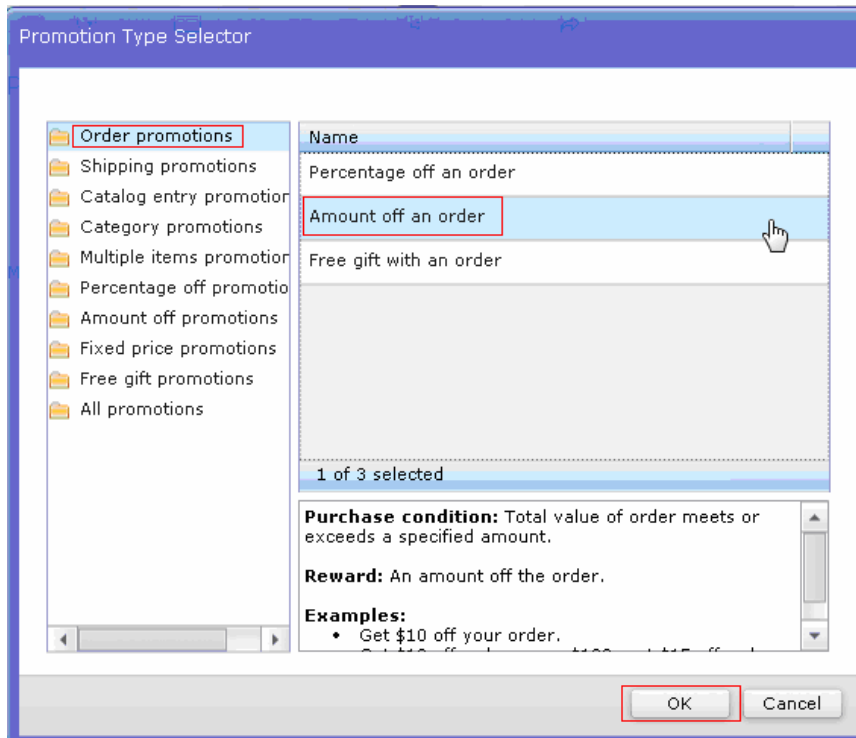 Promotion Type Selector
Order promotions
Shipping promotions
Catalog entry promotion
Category promotions
Multiple items promotion
Percentage off promotio
Amount off promotions
Fixed price promotions
Free gift promotions
All promotions
Name
Percentage off an order
Amount off an order
Free gift with an order
1 of 3 selected
Purchase condition: Total value of order meets or
exceeds a specified amount.
Reward: An amount off the order.
Examples:
• Get $10 off your order.
OK
Cancel